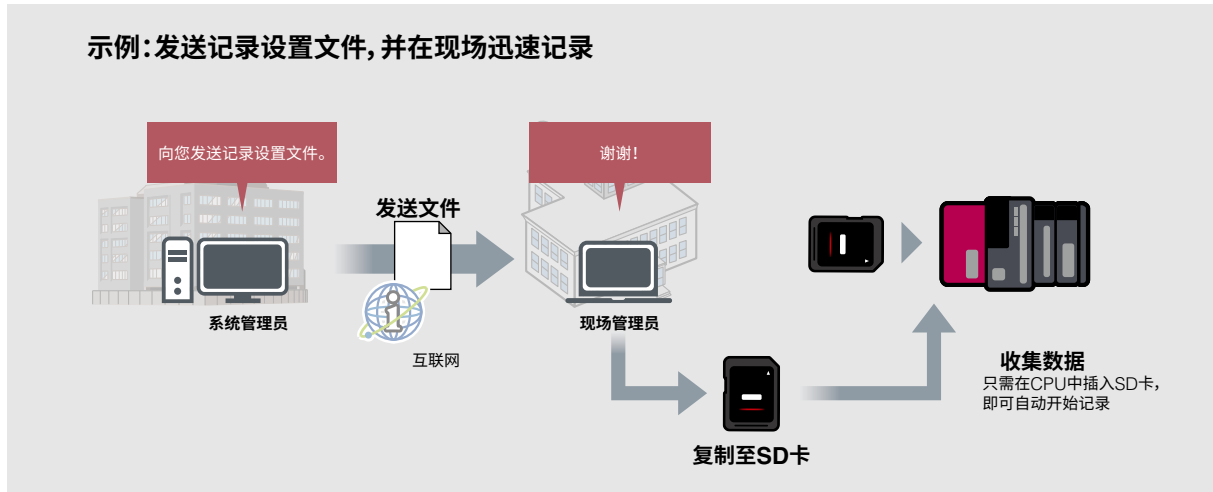 示例：发送记录设置文件，并在现场迅速记录
向您发送记录设置文件。
谢谢！
发送文件
系统管理员
互联网
现场管理员
复制至SD卡
收集数据
只需在CPU中插入SD卡，
即可自动开始记录